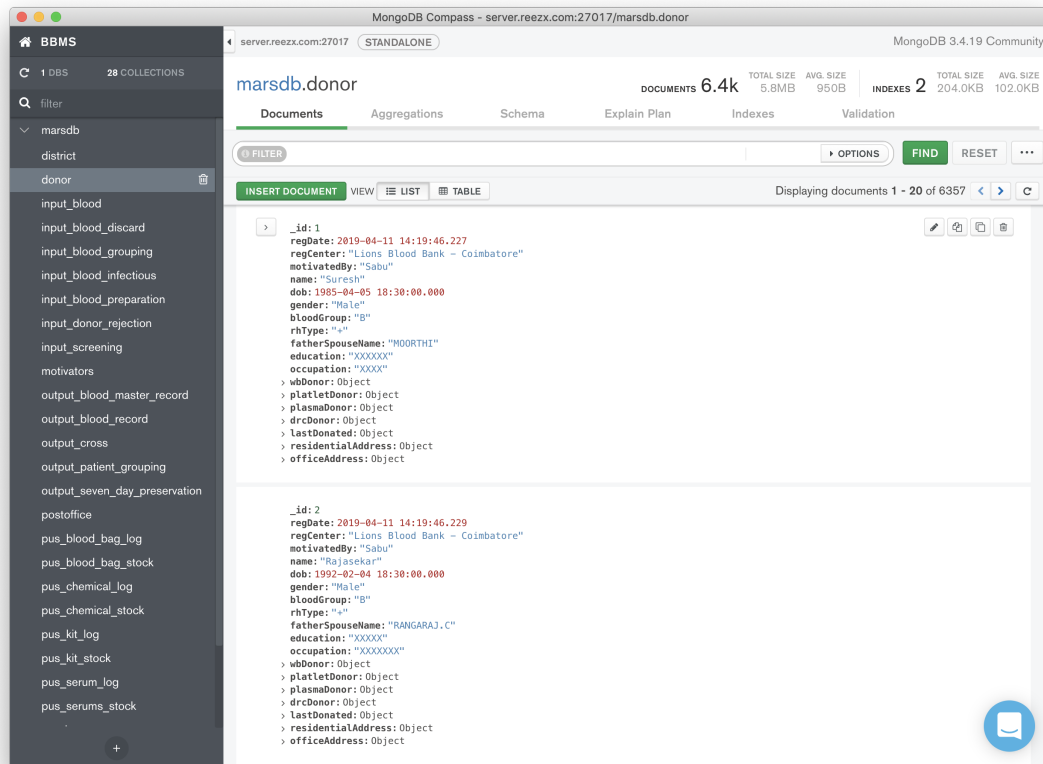 MongoDB Compass - server.reezx.com:27017/marsdb.donor
BBMS
server.reezx.com:27017 STANDALONE
MongoDB 3.4.19 Community
1 DBS 28 COLLECTIONS
filter
marsdb
district
donor
input_blood
input_blood_discard
input_blood_grouping
input_blood_infectious
input_blood_preparation
input_donor_rejection
input_screening
motivators
output_blood_master_record
output_blood_record
output_cross
output_patient_grouping
output_seven_day_preservation
postoffice
pus_blood_bag_log
pus_blood_bag_stock
pus_chemical_log
pus_chemical_stock
pus_kit_log
pus_kit_stock
pus_serum_log
pus_serums_stock
+
marsdb.donor
DOCUMENTS 6.4k TOTAL SIZE 5.8MB AVG. SIZE 950B INDEXES 2 TOTAL SIZE 204.0KB AVG. SIZE 102.0KB
Documents Aggregations Schema Explain Plan Indexes Validation
FILTER OPTIONS FIND RESET ...
INSERT DOCUMENT VIEW LIST TABLE Displaying documents 1 - 20 of 6357 < > C
_id: 1
regDate: 2019-04-11 14:19:46.227
regCenter: "Lions Blood Bank - Coimbatore"
motivatedBy: "Sabu"
name: "Suresh"
dob: 1985-04-05 18:30:00.000
gender: "Male"
bloodGroup: "B"
rhType: "+"
fatherSpouseName: "MOORTHI"
education: "XXXXXX"
occupation: "XXXX"
> wbDonor: Object
> platletDonor: Object
> plasmaDonor: Object
> drcDonor: Object
> lastDonated: Object
> residentialAddress: Object
> officeAddress: Object
_id: 2
regDate: 2019-04-11 14:19:46.229
regCenter: "Lions Blood Bank - Coimbatore"
motivatedBy: "Sabu"
name: "Rajasekar"
dob: 1992-02-04 18:30:00.000
gender: "Male"
bloodGroup: "B"
rhType: "+"
fatherSpouseName: "RANGARAJ.C"
education: "XXXXX"
occupation: "XXXXXXX"
> wbDonor: Object
> platletDonor: Object
> plasmaDonor: Object
> drcDonor: Object
> lastDonated: Object
> residentialAddress: Object
> officeAddress: Object